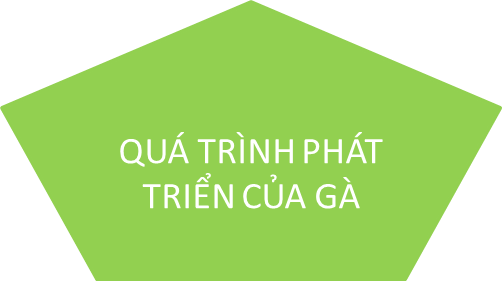 QUÁ TRÌNH PHÁT
TRIỂN CỦA GÀ